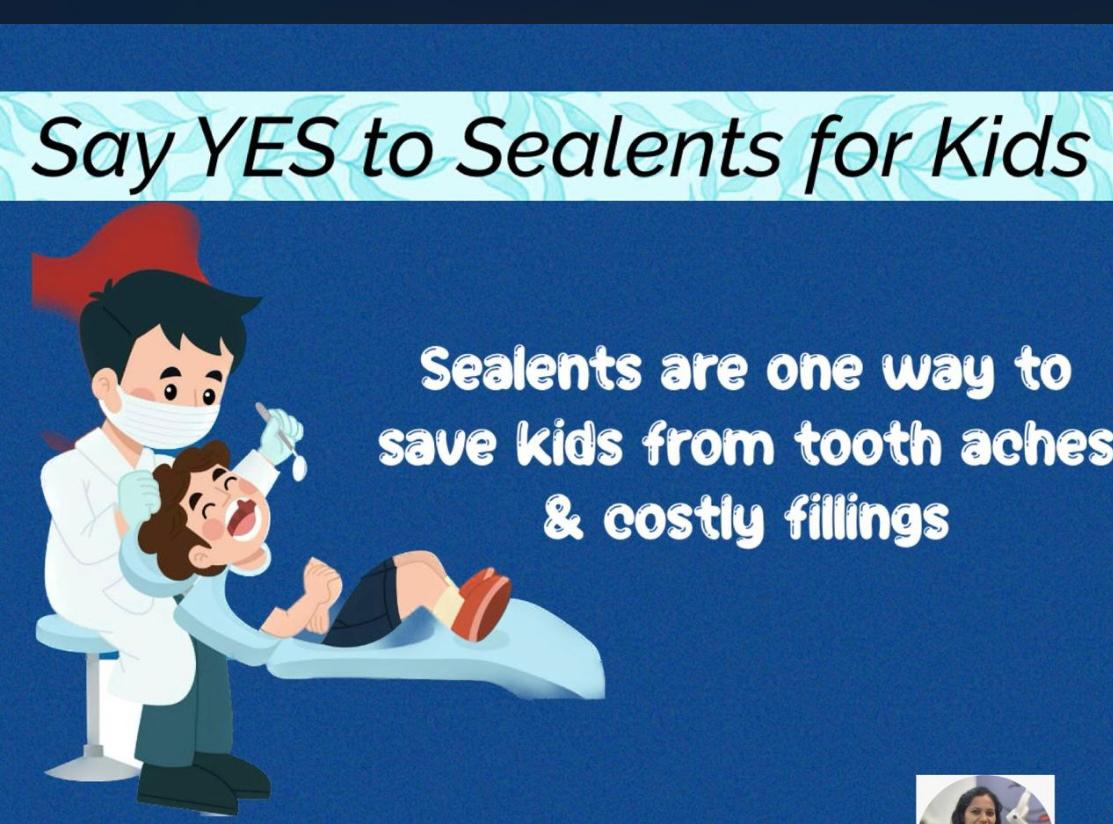 Say YES to Sealents for Kids
Sealents are one way to
save kids from tooth aches
& costly fillings